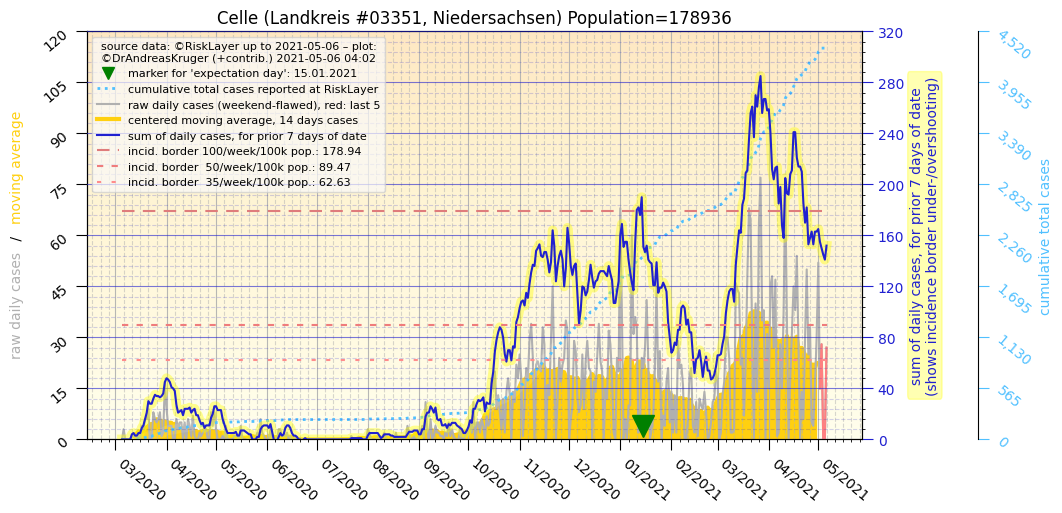 Celle (Landkreis #03351, Niedersachsen) Population=178936
source data: ©RiskLayer up to 2021-05-06 – plot:
©DrAndreasKruger (+contrib.) 2021-05-06 04:02
marker for 'expectation day': 15.01.2021
cumulative total cases reported at RiskLayer
raw daily cases (weekend-flawed), red: last 5
centered moving average, 14 days cases
sum of daily cases, for prior 7 days of date
incid. border 100/week/100k pop.: 178.94
incid. border  50/week/100k pop.: 89.47
incid. border  35/week/100k pop.: 62.63
raw daily cases / moving average
120
105
90
75
60
45
30
15
0
03/2020
04/2020
05/2020
06/2020
07/2020
08/2020
09/2020
10/2020
11/2020
12/2020
01/2021
02/2021
03/2021
04/2021
05/2021
320
280
240
200
160
120
80
40
0
sum of daily cases, for prior 7 days of date
(shows incidence border under-/overshooting)
4,520
3,955
3,390
2,825
2,260
1,695
1,130
565
0
cumulative total cases